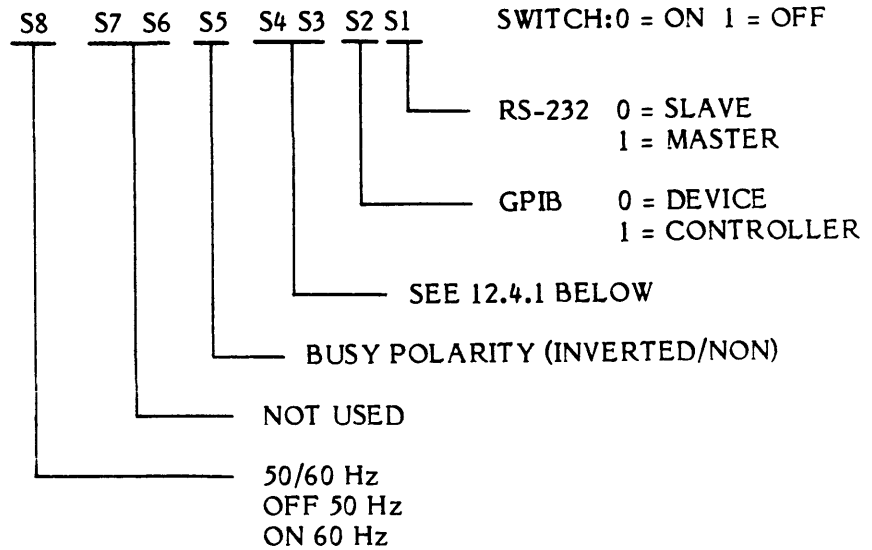 S8 S7 S6 S5 S4 S3 S2 S1 SWITCH:0 = ON 1 = OFF
RS-232 0 = SLAVE
1 = MASTER
GPIB 0 = DEVICE
1 = CONTROLLER
SEE 12.4.1 BELOW
BUSY POLARITY (INVERTED/NON)
NOT USED
50/60 Hz
OFF 50 Hz
ON 60 Hz